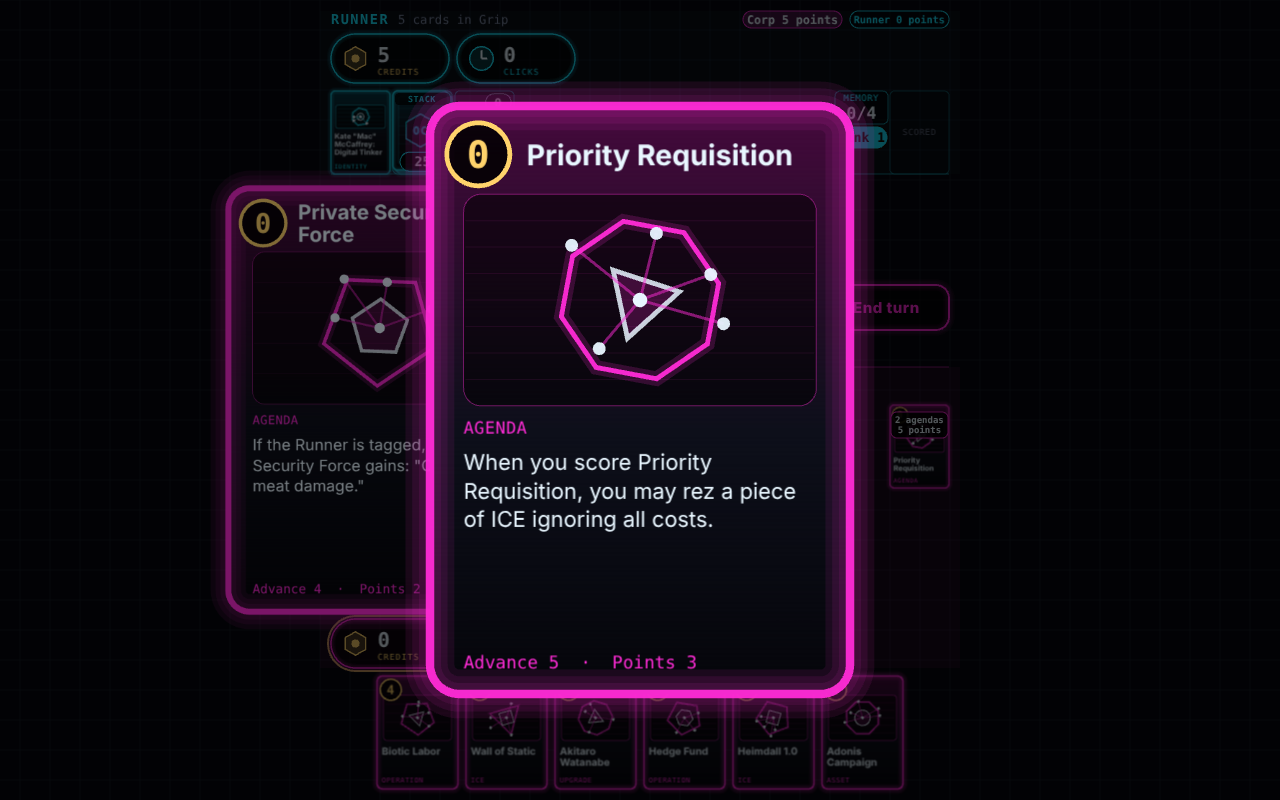 RUNNER 5 cards in Grip
Corp 5 points
Runner 0 points
5
CREDITS
0
CLICKS
Kate "Mac"
McCaffrey:
Digital Tinker
IDENTITY
STACK
MEMORY
0/4
SCORED
0
Private Secu
Force
AGENDA
If the Runner is tagged,
Security Force gains: "
meat damage."
Advance 4 · Points 2
0
Priority Requisition
AGENDA
When you score Priority
Requisition, you may rez a piece
of ICE ignoring all costs.
Advance 5 · Points 3
End turn
2 agendas
5 points
Priority
Requisition
AGENDA
0
CREDITS
4
Biotic Labor
OPERATION
Wall of Static
ICE
Akitaro
Watanabe
UPGRADE
Hedge Fund
OPERATION
Heimdall 1.0
ICE
Adonis
Campaign
ASSET